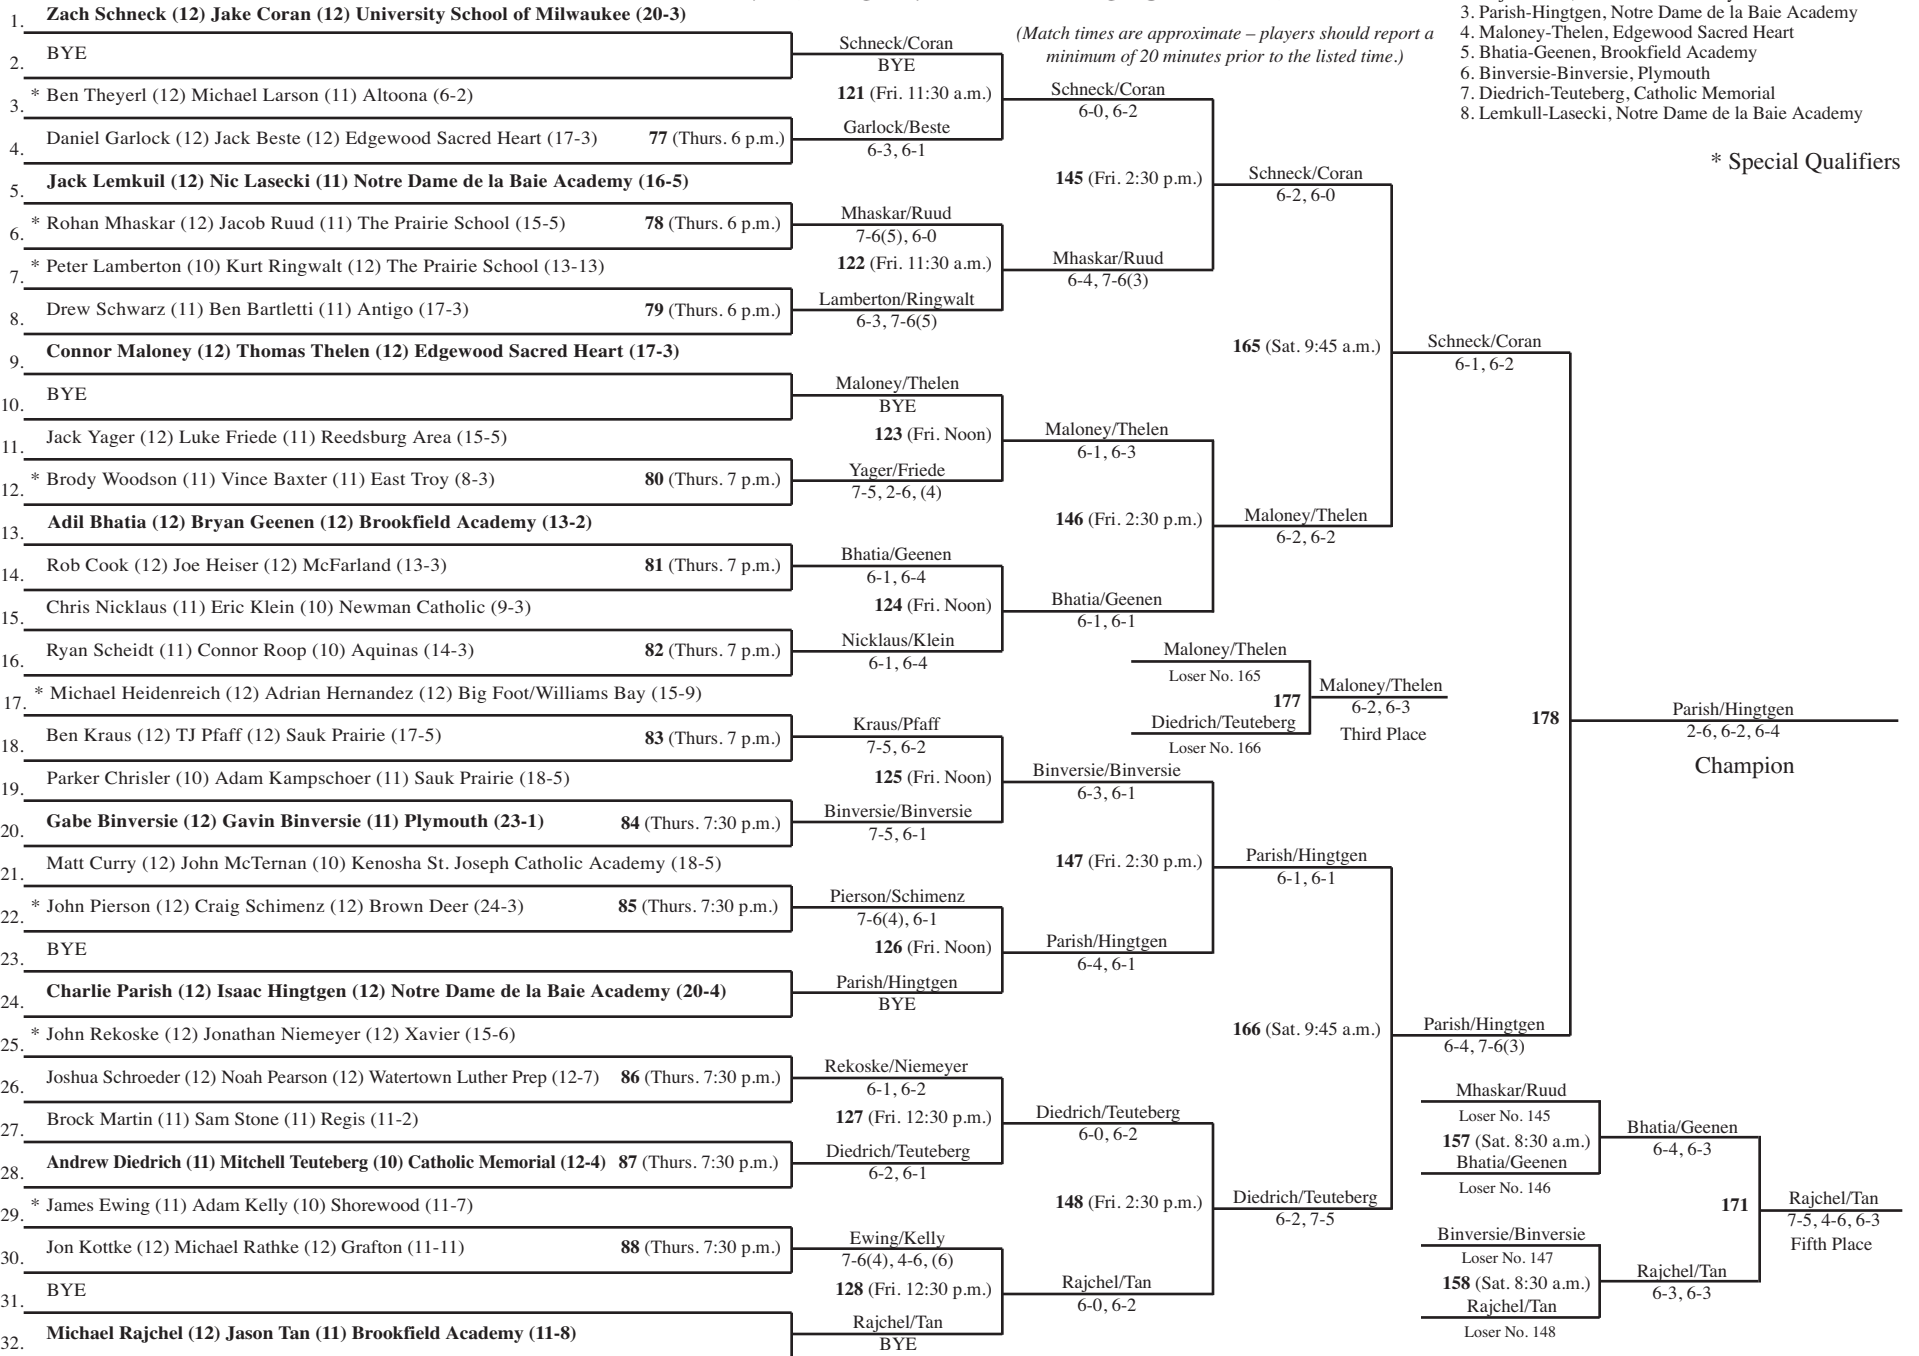 1. Zach Schneck (12) Jake Coran (12) University School of Milwaukee (20-3)
2. BYE
3. * Ben Theyerl (12) Michael Larson (11) Altoona (6-2)
4. Daniel Garlock (12) Jack Beste (12) Edgewood Sacred Heart (17-3) 77 (Thurs. 6 p.m.)
5. Jack Lemkuil (12) Nic Lasecki (11) Notre Dame de la Baie Academy (16-5)
6. * Rohan Mhaskar (12) Jacob Ruud (11) The Prairie School (15-5) 78 (Thurs. 6 p.m.)
7. * Peter Lamberton (10) Kurt Ringwalt (12) The Prairie School (13-13)
8. Drew Schwarz (11) Ben Bartletti (11) Antigo (17-3) 79 (Thurs. 6 p.m.)
9. Connor Maloney (12) Thomas Thelen (12) Edgewood Sacred Heart (17-3)
10. BYE
11. Jack Yager (12) Luke Friede (11) Reedsburg Area (15-5)
12. * Brody Woodson (11) Vince Baxter (11) East Troy (8-3) 80 (Thurs. 7 p.m.)
13. Adil Bhatia (12) Bryan Geenen (12) Brookfield Academy (13-2)
14. Rob Cook (12) Joe Heiser (12) McFarland (13-3) 81 (Thurs. 7 p.m.)
15. Chris Nicklaus (11) Eric Klein (10) Newman Catholic (9-3)
16. Ryan Scheidt (11) Connor Roop (10) Aquinas (14-3) 82 (Thurs. 7 p.m.)
17. * Michael Heidenreich (12) Adrian Hernandez (12) Big Foot/Williams Bay (15-9)
18. Ben Kraus (12) TJ Pfaff (12) Sauk Prairie (17-5) 83 (Thurs. 7 p.m.)
19. Parker Chrisler (10) Adam Kampschoer (11) Sauk Prairie (18-5)
20. Gabe Binversie (12) Gavin Binversie (11) Plymouth (23-1) 84 (Thurs. 7:30 p.m.)
21. Matt Curry (12) John McTernan (10) Kenosha St. Joseph Catholic Academy (18-5)
22. * John Pierson (12) Craig Schimenz (12) Brown Deer (24-3) 85 (Thurs. 7:30 p.m.)
23. BYE
24. Charlie Parish (12) Isaac Hingtgen (12) Notre Dame de la Baie Academy (20-4)
25. * John Rekoske (12) Jonathan Niemeyer (12) Xavier (15-6)
26. Joshua Schroeder (12) Noah Pearson (12) Watertown Luther Prep (12-7) 86 (Thurs. 7:30 p.m.)
27. Brock Martin (11) Sam Stone (11) Regis (11-2)
28. Andrew Diedrich (11) Mitchell Teuteberg (10) Catholic Memorial (12-4) 87 (Thurs. 7:30 p.m.)
29. * James Ewing (11) Adam Kelly (10) Shorewood (11-7)
30. Jon Kottke (12) Michael Rathke (12) Grafton (11-11) 88 (Thurs. 7:30 p.m.)
31. BYE
32. Michael Rajchel (12) Jason Tan (11) Brookfield Academy (11-8)
Schneck/Coran
BYE
121 (Fri. 11:30 a.m.)
Garlock/Beste
6-3, 6-1
Mhaskar/Ruud
7-6(5), 6-0
122 (Fri. 11:30 a.m.)
Lamberton/Ringwalt
6-3, 7-6(5)
Maloney/Thelen
BYE
123 (Fri. Noon)
Yager/Friede
7-5, 2-6, (4)
Bhatia/Geenen
6-1, 6-4
124 (Fri. Noon)
Nicklaus/Klein
6-1, 6-4
Kraus/Pfaff
7-5, 6-2
125 (Fri. Noon)
Binversie/Binversie
7-5, 6-1
Pierson/Schimenz
7-6(4), 6-1
126 (Fri. Noon)
Parish/Hingtgen
BYE
Rekoske/Niemeyer
6-1, 6-2
127 (Fri. 12:30 p.m.)
Diedrich/Teuteberg
6-2, 6-1
Ewing/Kelly
7-6(4), 4-6, (6)
128 (Fri. 12:30 p.m.)
Rajchel/Tan
BYE
(Match times are approximate – players should report a
minimum of 20 minutes prior to the listed time.)
Schneck/Coran
6-0, 6-2
145 (Fri. 2:30 p.m.)
Mhaskar/Ruud
6-4, 7-6(3)
Maloney/Thelen
6-1, 6-3
146 (Fri. 2:30 p.m.)
Bhatia/Geenen
6-1, 6-1
Binversie/Binversie
6-3, 6-1
147 (Fri. 2:30 p.m.)
Parish/Hingtgen
6-4, 6-1
Diedrich/Teuteberg
6-0, 6-2
148 (Fri. 2:30 p.m.)
Rajchel/Tan
6-0, 6-2
Schneck/Coran
6-2, 6-0
165 (Sat. 9:45 a.m.)
Maloney/Thelen
6-2, 6-2
Parish/Hingtgen
6-1, 6-1
166 (Sat. 9:45 a.m.)
Diedrich/Teuteberg
6-2, 7-5
Maloney/Thelen
Loser No. 165
177
Diedrich/Teuteberg
Loser No. 166
Maloney/Thelen
6-2, 6-3
Third Place
Schneck/Coran
6-1, 6-2
178
Parish/Hingtgen
6-4, 7-6(3)
Parish/Hingtgen
2-6, 6-2, 6-4
Champion
Mhaskar/Ruud
Loser No. 145
157 (Sat. 8:30 a.m.)
Bhatia/Geenen
Loser No. 146
Binversie/Binversie
Loser No. 147
158 (Sat. 8:30 a.m.)
Rajchel/Tan
Loser No. 148
Bhatia/Geenen
6-4, 6-3
171
Rajchel/Tan
6-3, 6-3
Rajchel/Tan
7-5, 4-6, 6-3
Fifth Place
3. Parish-Hingtgen, Notre Dame de la Baie Academy
4. Maloney-Thelen, Edgewood Sacred Heart
5. Bhatia-Geenen, Brookfield Academy
6. Binversie-Binversie, Plymouth
7. Diedrich-Teuteberg, Catholic Memorial
8. Lemkull-Lasecki, Notre Dame de la Baie Academy
* Special Qualifiers